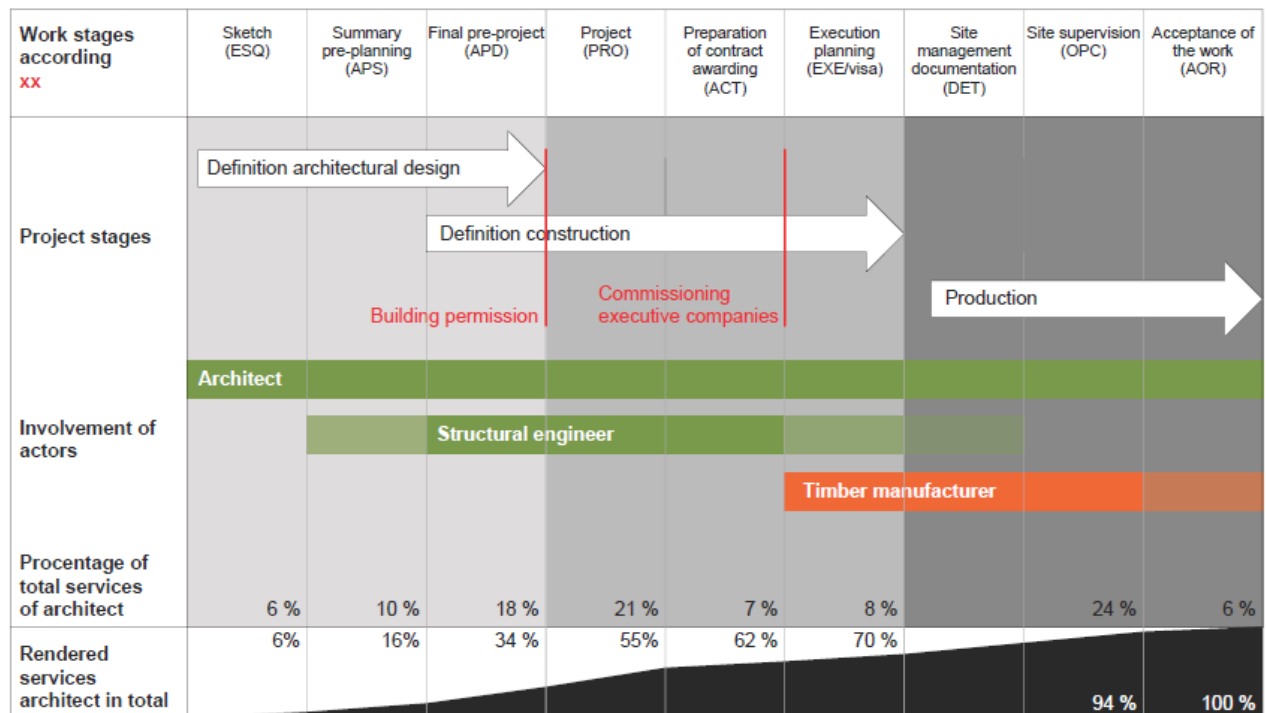 Work stages
according
xx
Sketch
(ESQ)
Summary
pre-planning
(APS)
Final pre-project
(APD)
Project
(PRO)
Preparation
of contract
awarding
(ACT)
Execution
planning
(EXE/visa)
Site
management
documentation
(DET)
Site supervision
(OPC)
Acceptance of
the work
(AOR)
Project stages
Definition architectural design
Definition construction
Building permission
Commissioning
executive companies
Production
Involvement of
actors
Architect
Structural engineer
Timber manufacturer
Procentage of
total services
of architect
6 %
10 %
18 %
21 %
7 %
8 %
24 %
6 %
Rendered
services
architect in total
6%
16%
34 %
55%
62 %
70 %
94 %
100 %